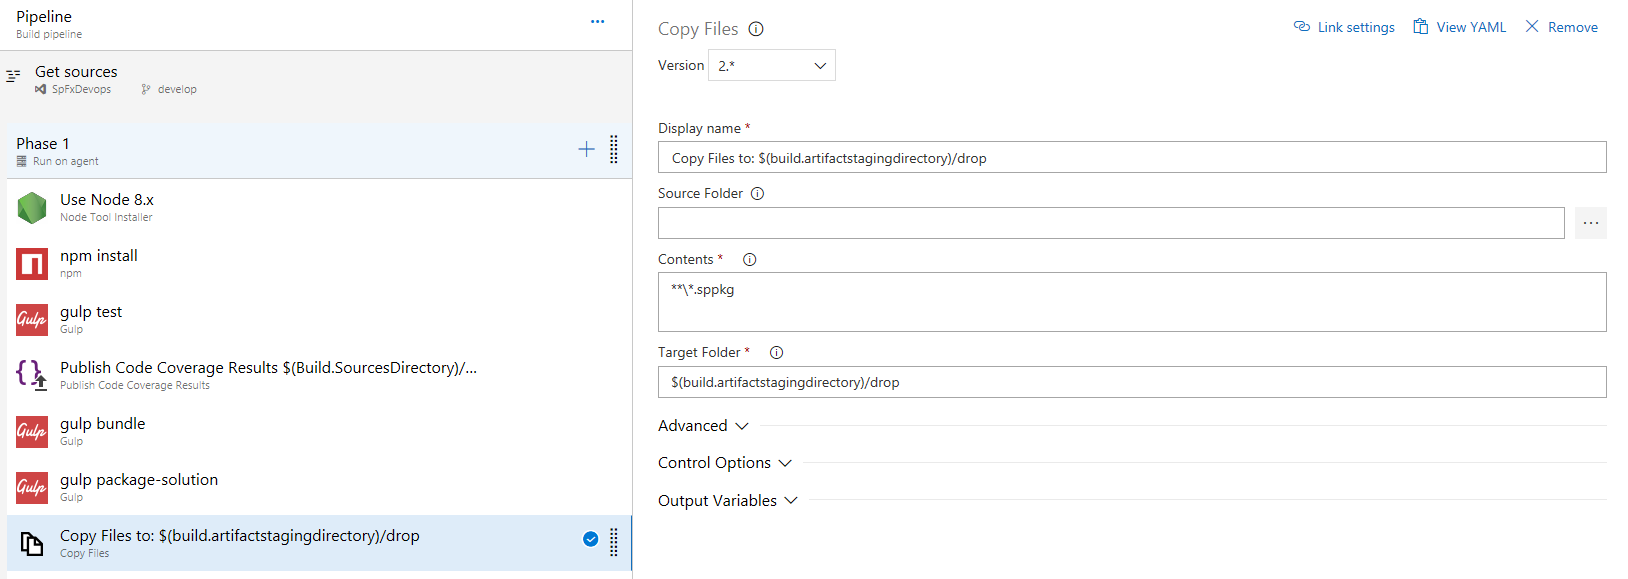 Pipeline
Build pipeline
...
Get sources
SpFxDevops
develop
Phase 1
Run on agent
Use Node 8.x
Node Tool Installer
npm install
npm
Gulp
gulp test
Gulp
Publish Code Coverage Results $(Build.SourcesDirectory)/...
Publish Code Coverage Results
Gulp
gulp bundle
Gulp
Gulp
gulp package-solution
Gulp
Copy Files to: $(build.artifactstagingdirectory)/drop
Copy Files
Copy Files
Link settings
View YAML
Remove
Version
2.*
Display name *
Copy Files to: $(build.artifactstagingdirectory)/drop
Source Folder
...
Contents *
**\*.sppkg
Target Folder *
$(build.artifactstagingdirectory)/drop
Advanced
Control Options
Output Variables